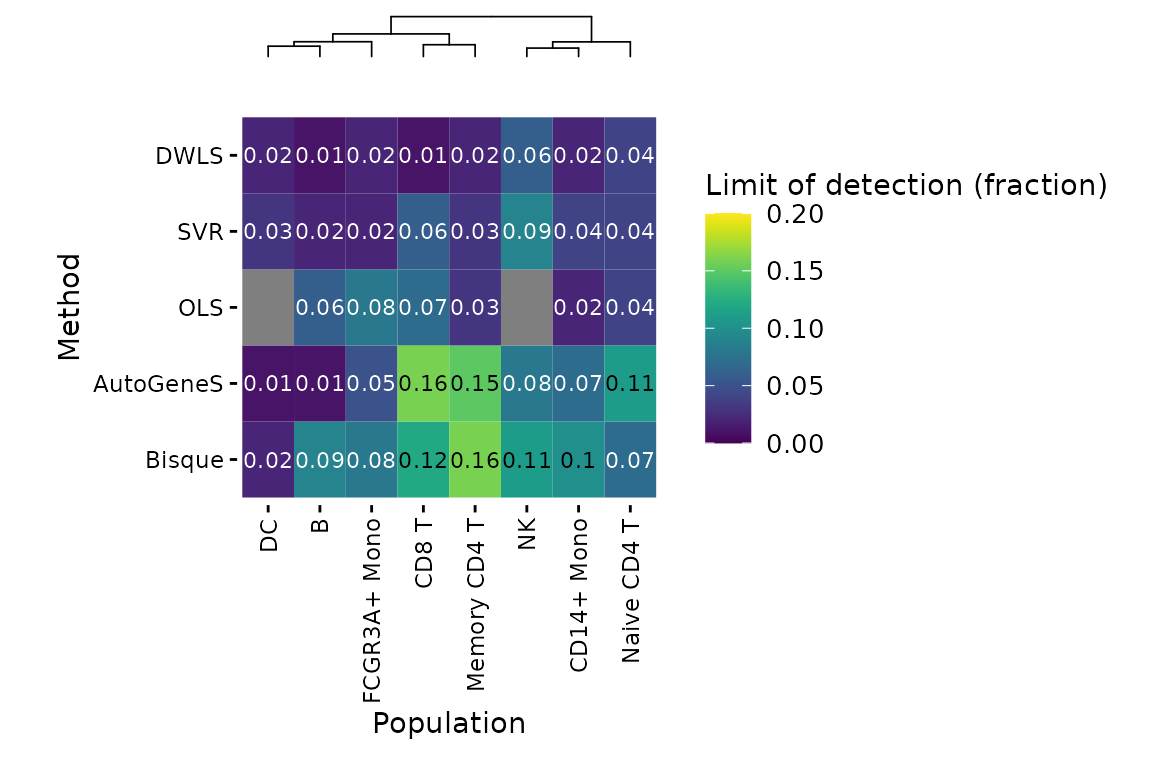 DWLS 0.02 0.01 0.02 0.01 0.02 0.06 0.02 0.04
SVR 0.03 0.02 0.02 0.06 0.03 0.09 0.04 0.04
OLS 0.06 0.08 0.07 0.03 0.02 0.04
AutoGeneS 0.01 0.01 0.05 0.16 0.15 0.08 0.07 0.11
Bisque 0.02 0.09 0.08 0.12 0.16 0.11 0.1 0.07
Method
DC
B
FCGR3A+ Mono
CD8 T
Memory CD4 T
NK
CD14+ Mono
Naive CD4 T
Population
Limit of detection (fraction)
0.20
0.15
0.10
0.05
0.00